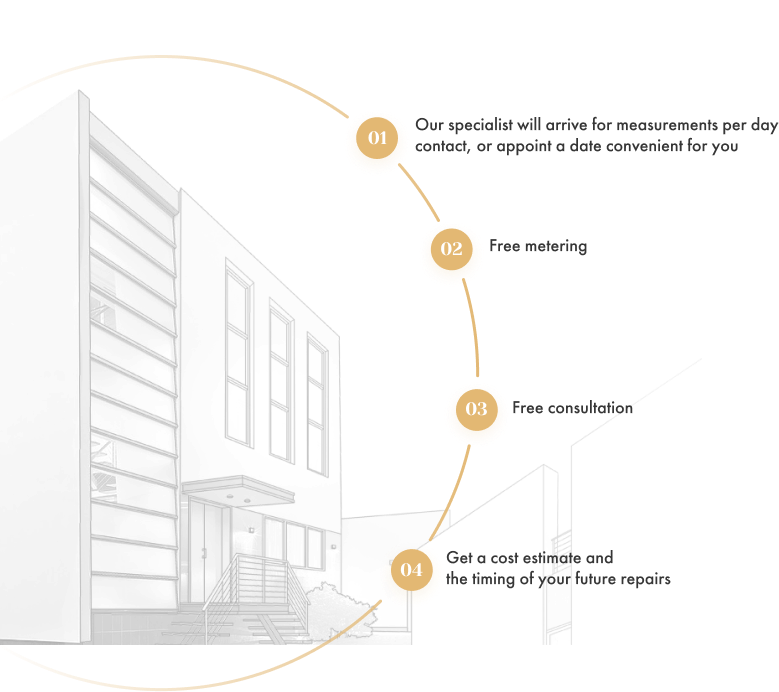 01
Our specialist will arrive for measurements per day
contact, or appoint a date convenient for you
02
Free metering
03
Free consultation
04
Get a cost estimate and
the timing of your future repairs